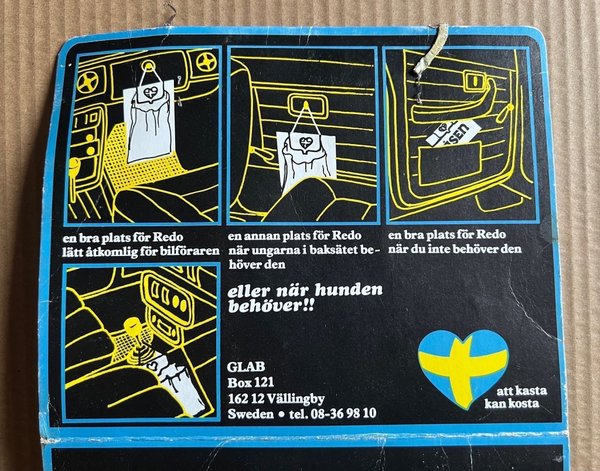 en bra plats för Redo
lätt åtkomlig för bilföraren
en annan plats för Redo
när ungarna i baksätet be-
höver den
en bra plats för Redo
när du inte behöver den
eller när hunden
behöver!!
GLAB
Box 121
162 12 Vällingby
Sweden • tel. 08-36 98 10
att kasta
kan kosta